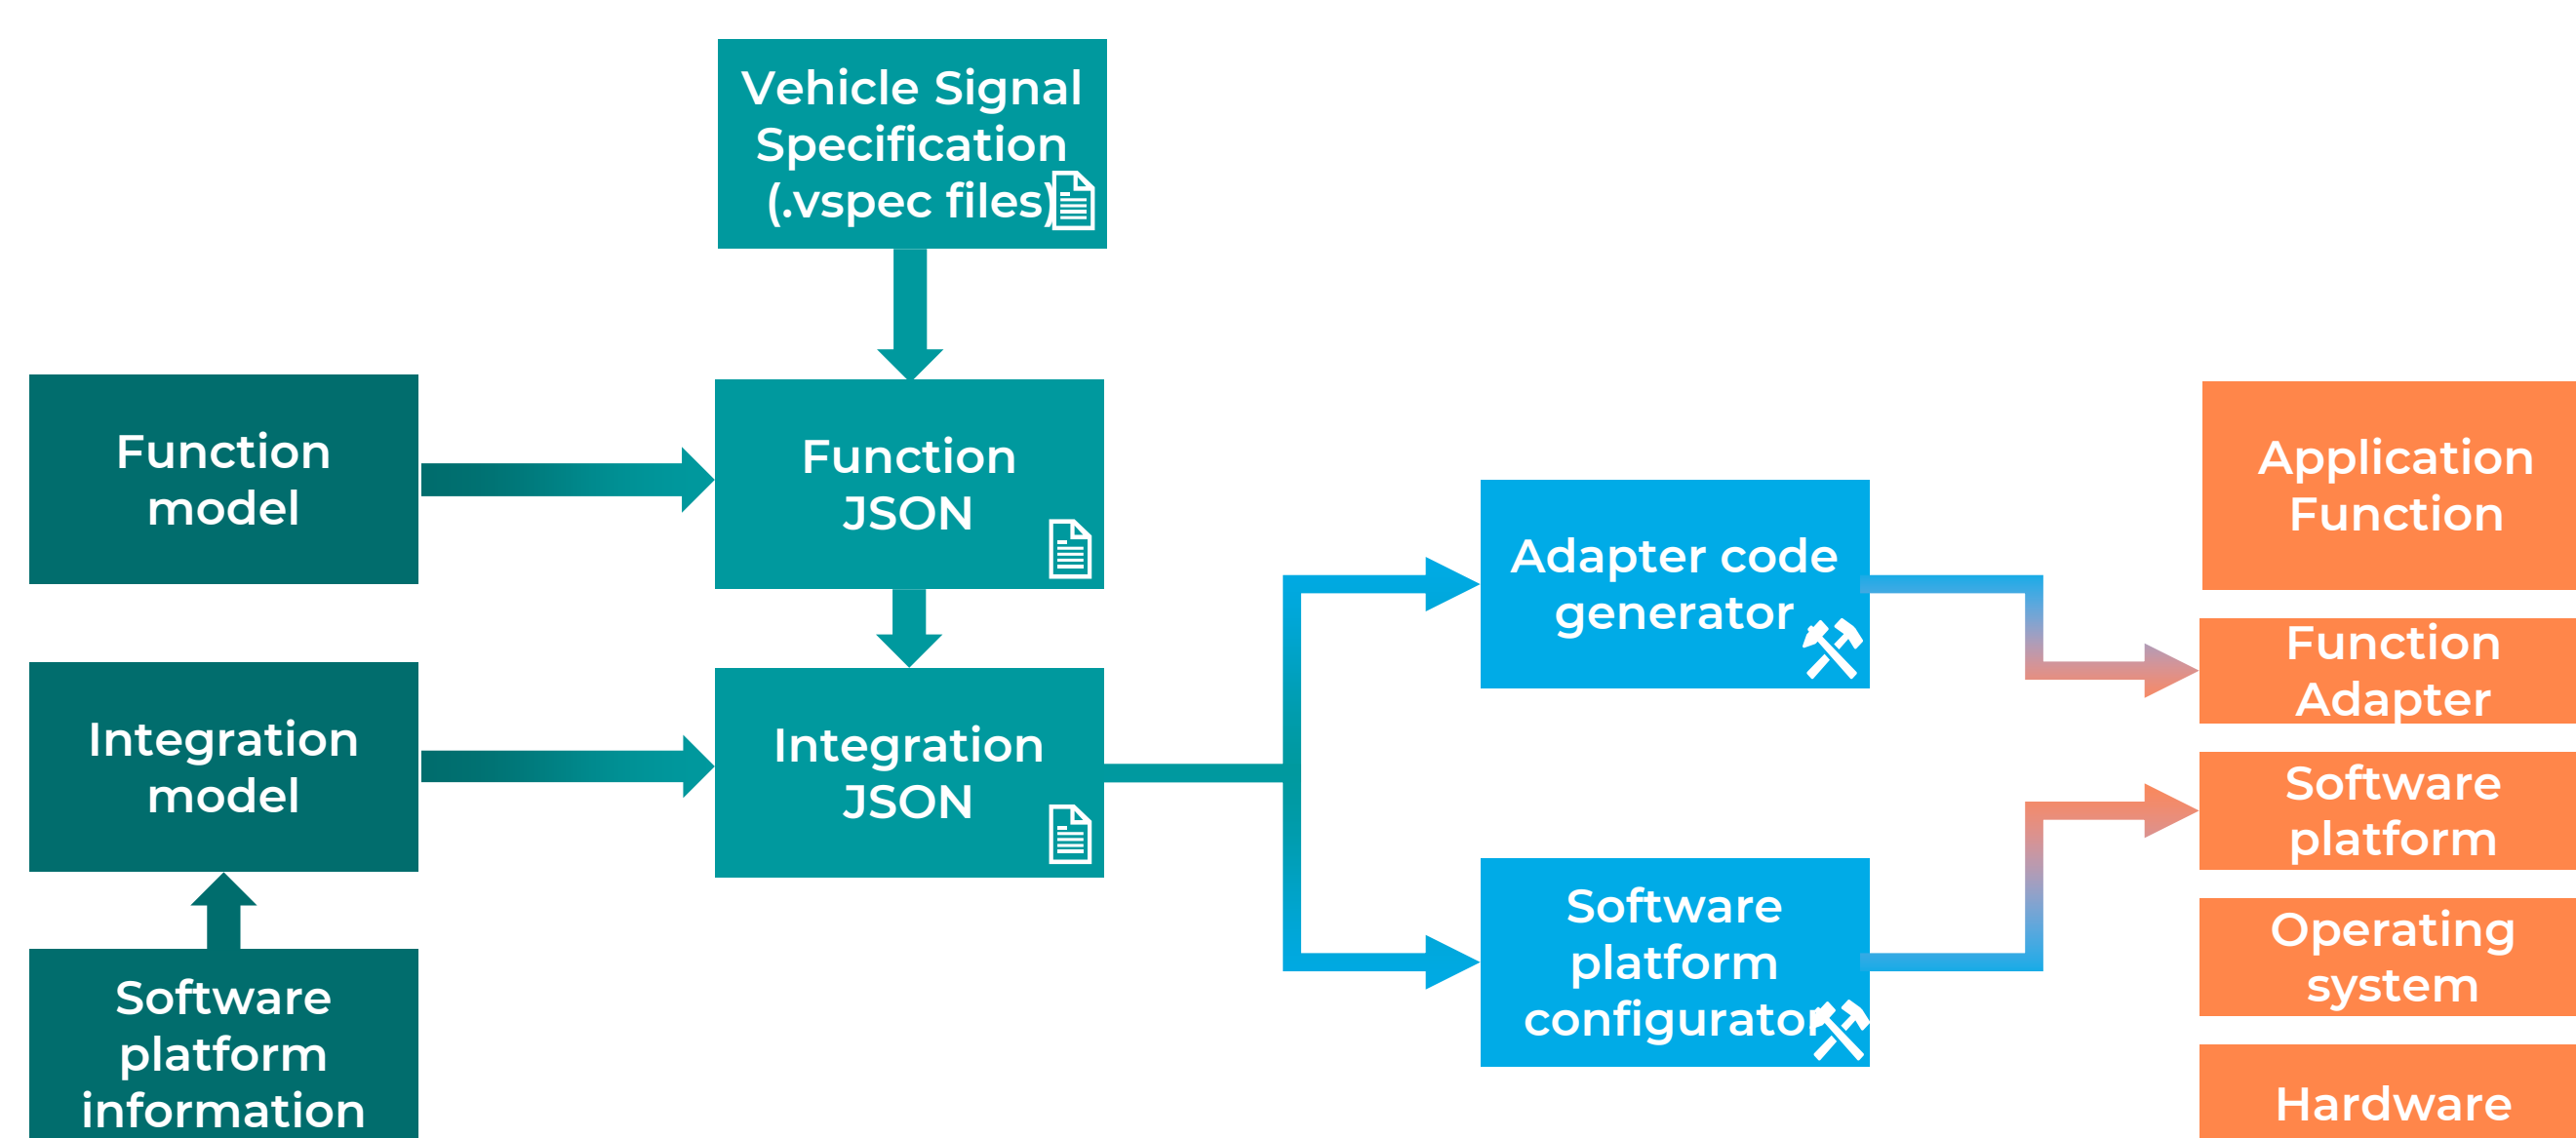 Vehicle Signal
Specification
(.vspec files)
Function
model
Function
JSON
Application
Function
Adapter code
generator
Function
Adapter
Integration
model
Integration
JSON
Software
platform
Software
platform
configurator
Operating
system
Software
platform
information
Hardware